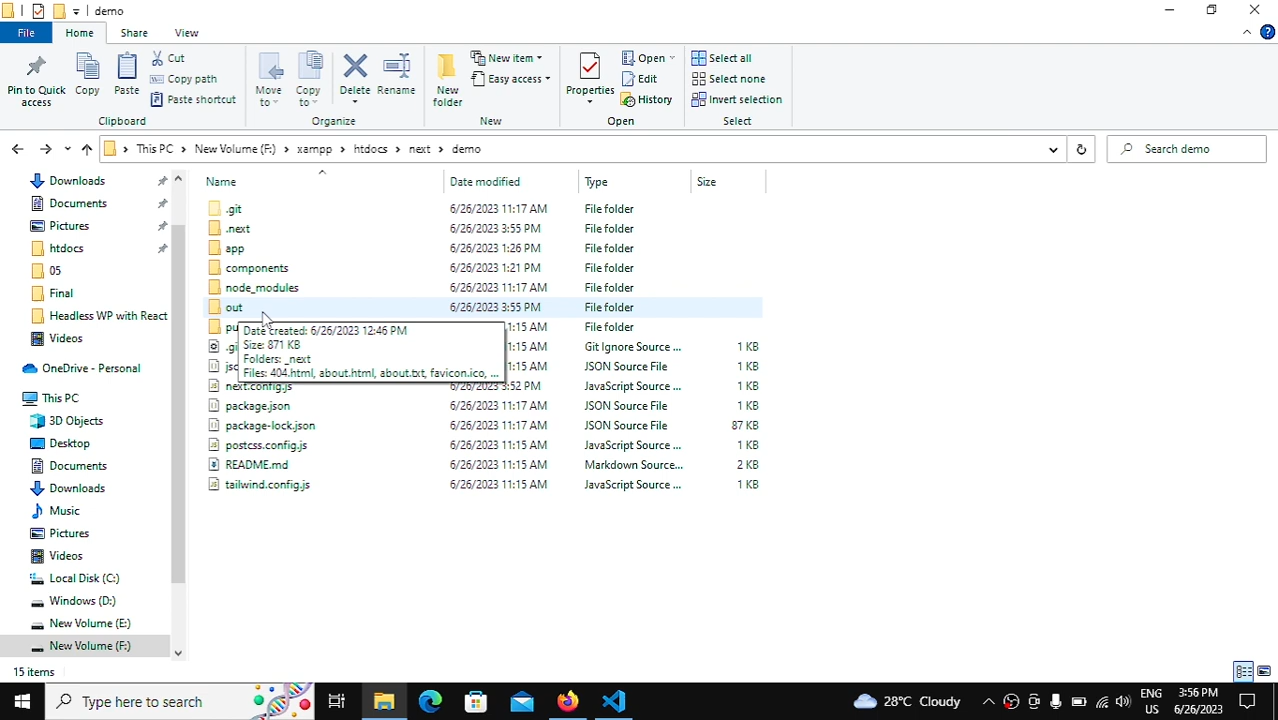 demo
File Home Share View
Pin to Quick access
Copy
Paste
Cut
Copy path
Paste shortcut
Clipboard
Move to
Copy to
Delete
Rename
Organize
New folder
New item
Easy access
New
Properties
Open
Edit
History
Open
Select all
Select none
Invert selection
Select
This PC > New Volume (F:) > xampp > htdocs > next > demo
Search demo
Downloads
Documents
Pictures
htdocs
05
Final
Headless WP with React
Videos
OneDrive - Personal
This PC
3D Objects
Desktop
Documents
Downloads
Music
Pictures
Videos
Local Disk (C:)
Windows (D:)
New Volume (E:)
New Volume (F:)
Name Date modified Type Size
.git 6/26/2023 11:17 AM File folder
.next 6/26/2023 3:55 PM File folder
app 6/26/2023 1:26 PM File folder
components 6/26/2023 1:21 PM File folder
node_modules 6/26/2023 11:17 AM File folder
out 6/26/2023 3:55 PM File folder
pu 1:15 AM File folder
.gi 1:15 AM Git Ignore Source ... 1 KB
jsc 1:15 AM JSON Source File 1 KB
next.config.js 6/26/2023 3:52 PM JavaScript Source ... 1 KB
package.json 6/26/2023 11:17 AM JSON Source File 1 KB
package-lock.json 6/26/2023 11:17 AM JSON Source File 87 KB
postcss.config.js 6/26/2023 11:15 AM JavaScript Source ... 1 KB
README.md 6/26/2023 11:15 AM Markdown Source... 2 KB
tailwind.config.js 6/26/2023 11:15 AM JavaScript Source ... 1 KB
Date created: 6/26/2023 12:46 PM
Size: 871 KB
Folders: _next
Files: 404.html, about.html, about.txt, favicon.ico, ...
15 items
Type here to search
28°C Cloudy
ENG
US
3:56 PM
6/26/2023